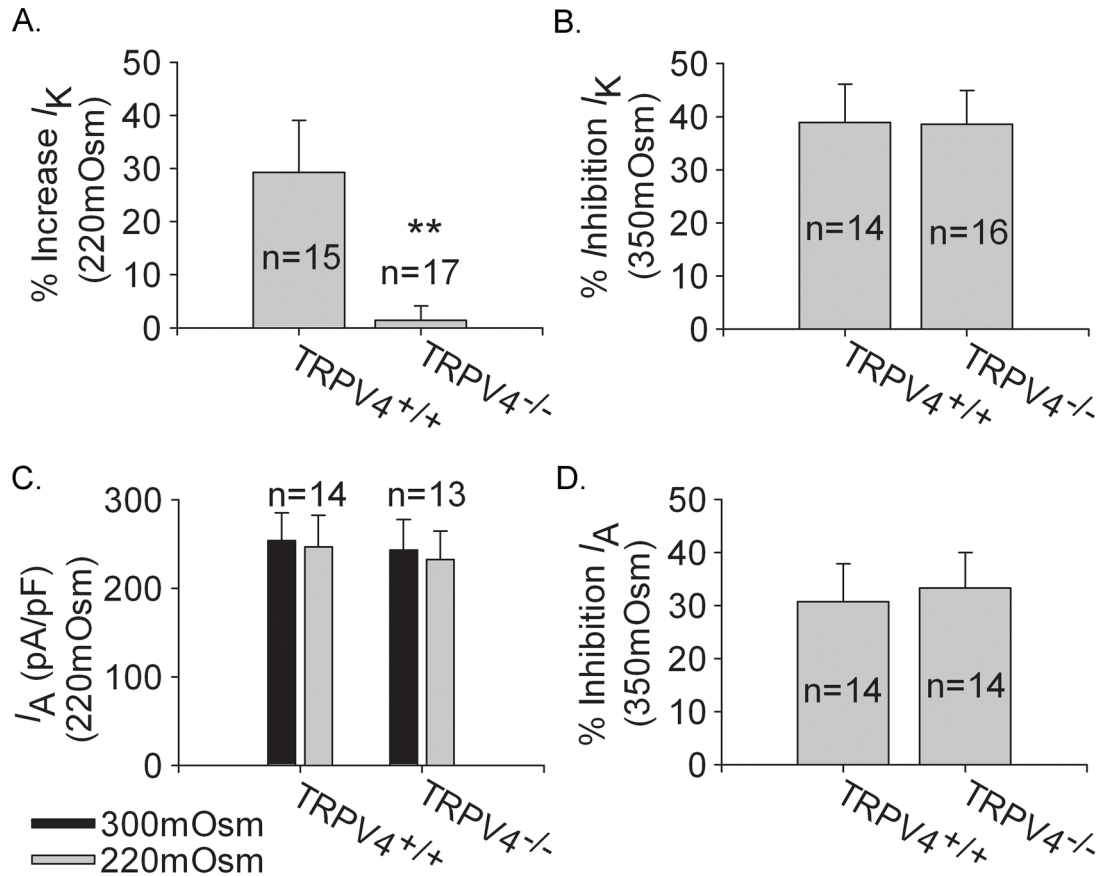 A.
% Increase IK
(220mOsm)
50
40
30
20
10
0
n=15
**
n=17
TRPV4+/+
TRPV4-/-
B.
% Inhibition IK
(350mOsm)
50
40
30
20
10
0
n=14
n=16
TRPV4+/+
TRPV4-/-
C.
IA (pA/pF)
(220mOsm)
300
200
100
0
n=14
n=13
TRPV4+/+
TRPV4-/-
300mOsm
220mOsm
D.
% Inhibition IA
(350mOsm)
50
40
30
20
10
0
n=14
n=14
TRPV4+/+
TRPV4-/-